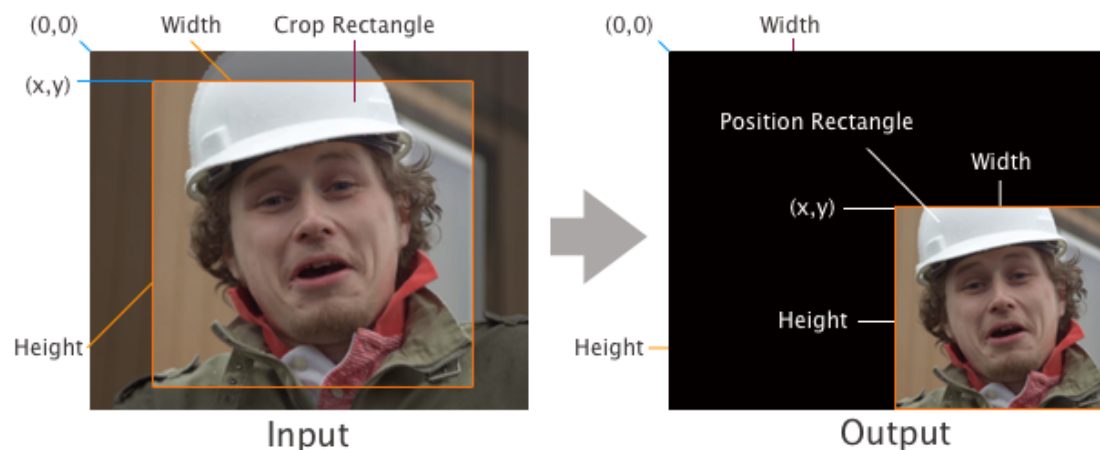 (0,0)
Width
Crop Rectangle
(x,y)
Height
Input
(0,0)
Width
Position Rectangle
Width
(x,y)
Height
Height
Output